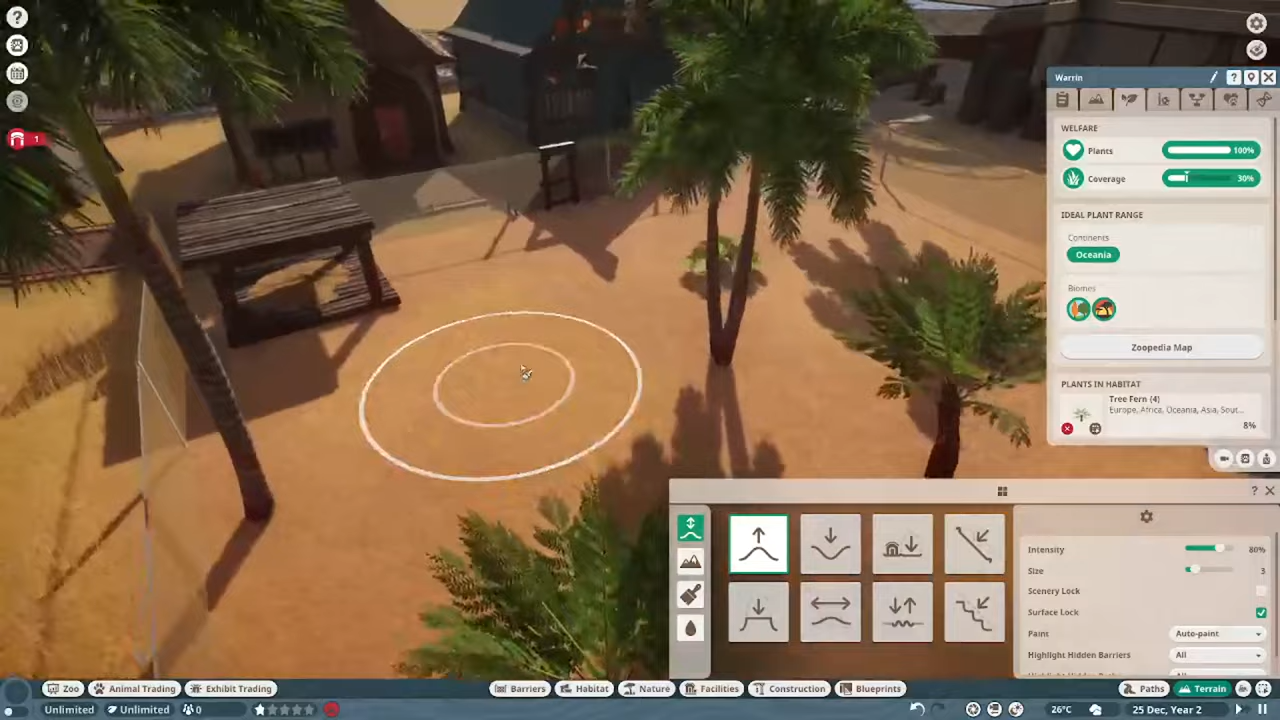 ?
1
Warrin
?
WELFARE
Plants 100%
Coverage 30%
IDEAL PLANT RANGE
Continents
Oceania
Biomes
Zoopedia Map
PLANTS IN HABITAT
Tree Fern (4)
Europe, Africa, Oceania, Asia, Sout...
8%
?
Intensity 80%
Size 3
Scenery Lock
Surface Lock
Paint Auto-paint
Highlight Hidden Barriers All
Zoo Animal Trading Exhibit Trading Barriers Habitat Nature Facilities Construction Blueprints Paths Terrain
Unlimited Unlimited 0 26°C 25 Dec, Year 2